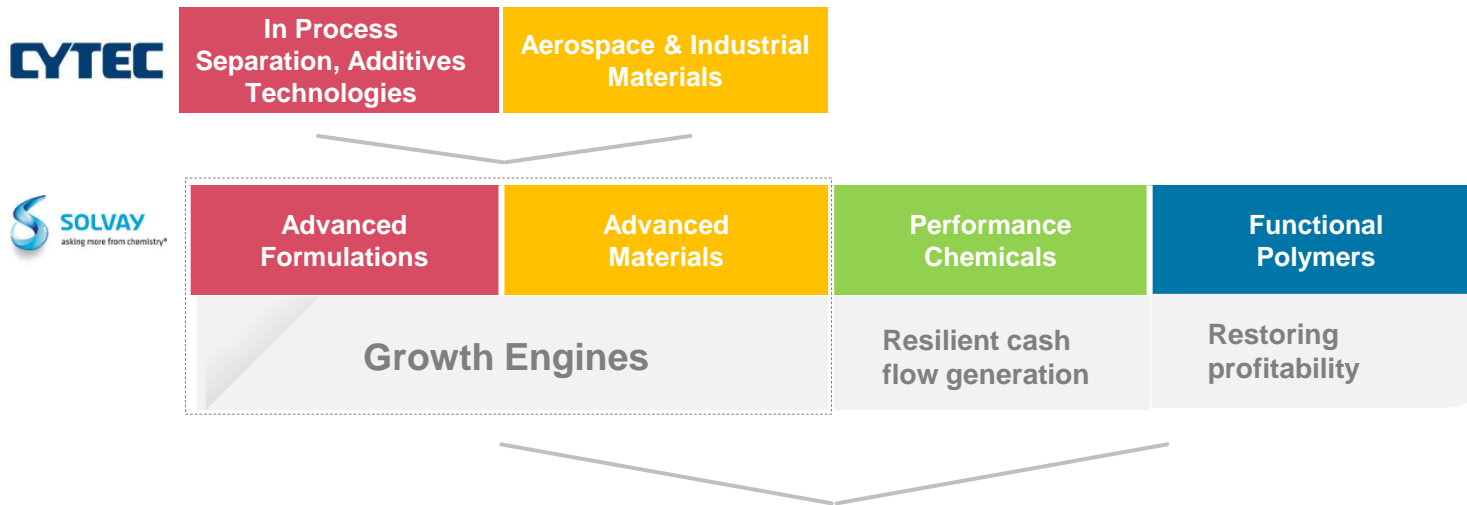 CYTEC
In Process
Separation, Additives
Technologies
Aerospace & Industrial
Materials
SOLVAY
asking more from chemistry®
Advanced
Formulations
Advanced
Materials
Performance
Chemicals
Functional
Polymers
Growth Engines
Resilient cash
flow generation
Restoring
profitability